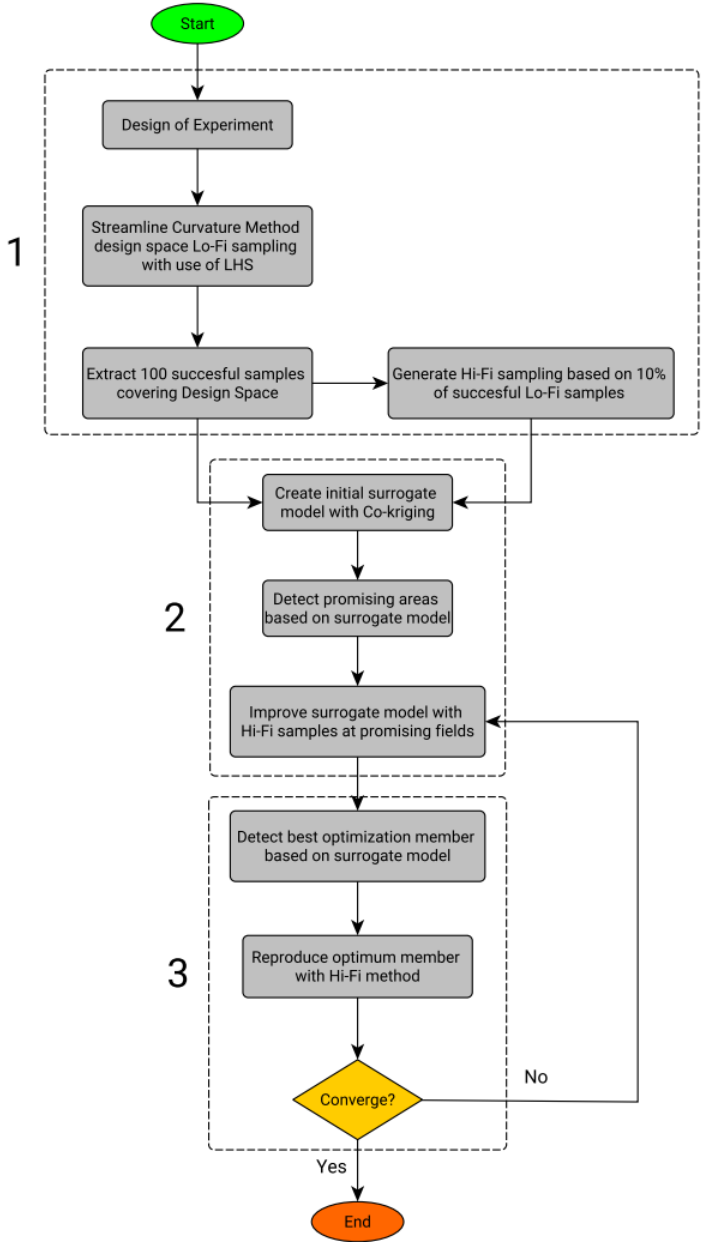 Start
Design of Experiment
1
Streamline Curvature Method
design space Lo-Fi sampling
with use of LHS
Extract 100 succesful samples
covering Design Space
Generate Hi-Fi sampling based on 10%
of succesful Lo-Fi samples
Create initial surrogate
model with Co-kriging
2
Detect promising areas
based on surrogate model
Improve surrogate model with
Hi-Fi samples at promising fields
Detect best optimization member
based on surrogate model
3
Reproduce optimum member
with Hi-Fi method
Converge?
No
Yes
End